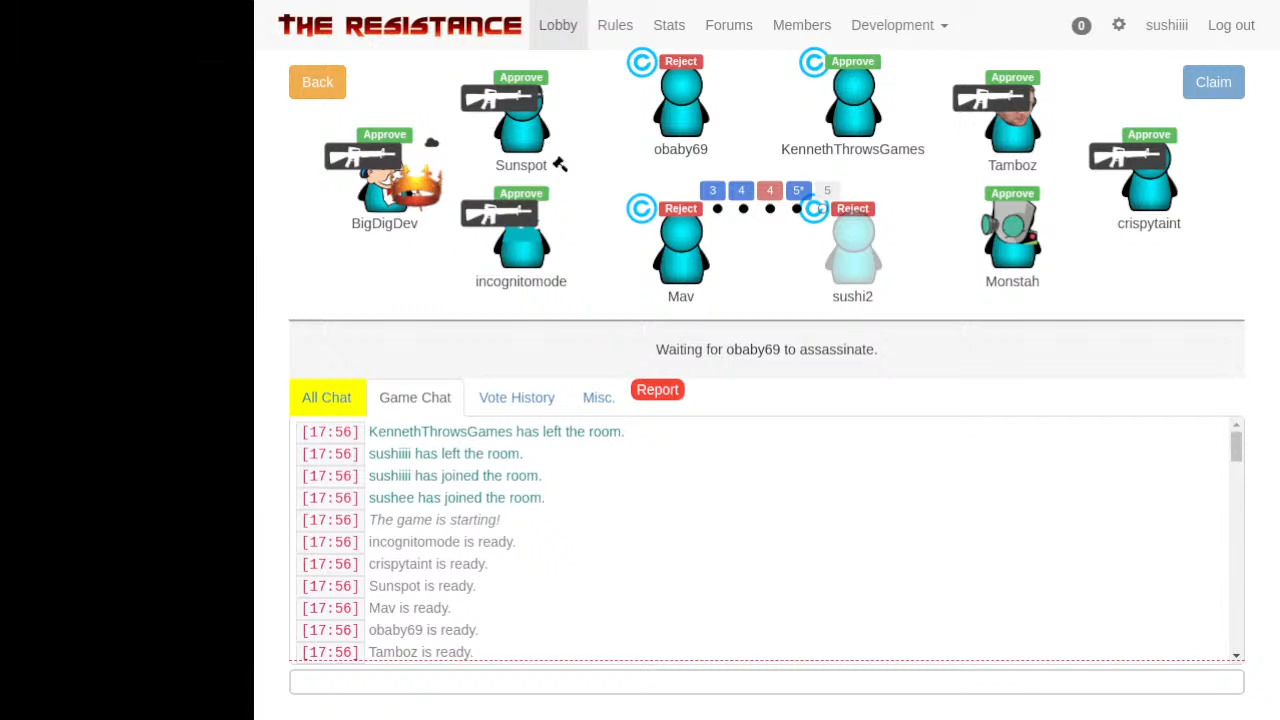 THE RESISTANCE Lobby Rules Stats Forums Members Development 0 sushiiii Log out
Back Claim
Reject Approve
Approve Approve
Approve Approve
Sunspot obaby69 KennethThrowsGames Tamboz
3 4 4 5* 5
Approve Approve
Reject Reject
BigDigDev crispytaint
incognitomode Mav sushi2 Monstah
Waiting for obaby69 to assassinate.
All Chat Game Chat Vote History Misc. Report
[17:56] KennethThrowsGames has left the room.
[17:56] sushiiii has left the room.
[17:56] sushiiii has joined the room.
[17:56] sushee has joined the room.
[17:56] The game is starting!
[17:56] incognitomode is ready.
[17:56] crispytaint is ready.
[17:56] Sunspot is ready.
[17:56] Mav is ready.
[17:56] obaby69 is ready.
[17:56] Tamboz is ready.